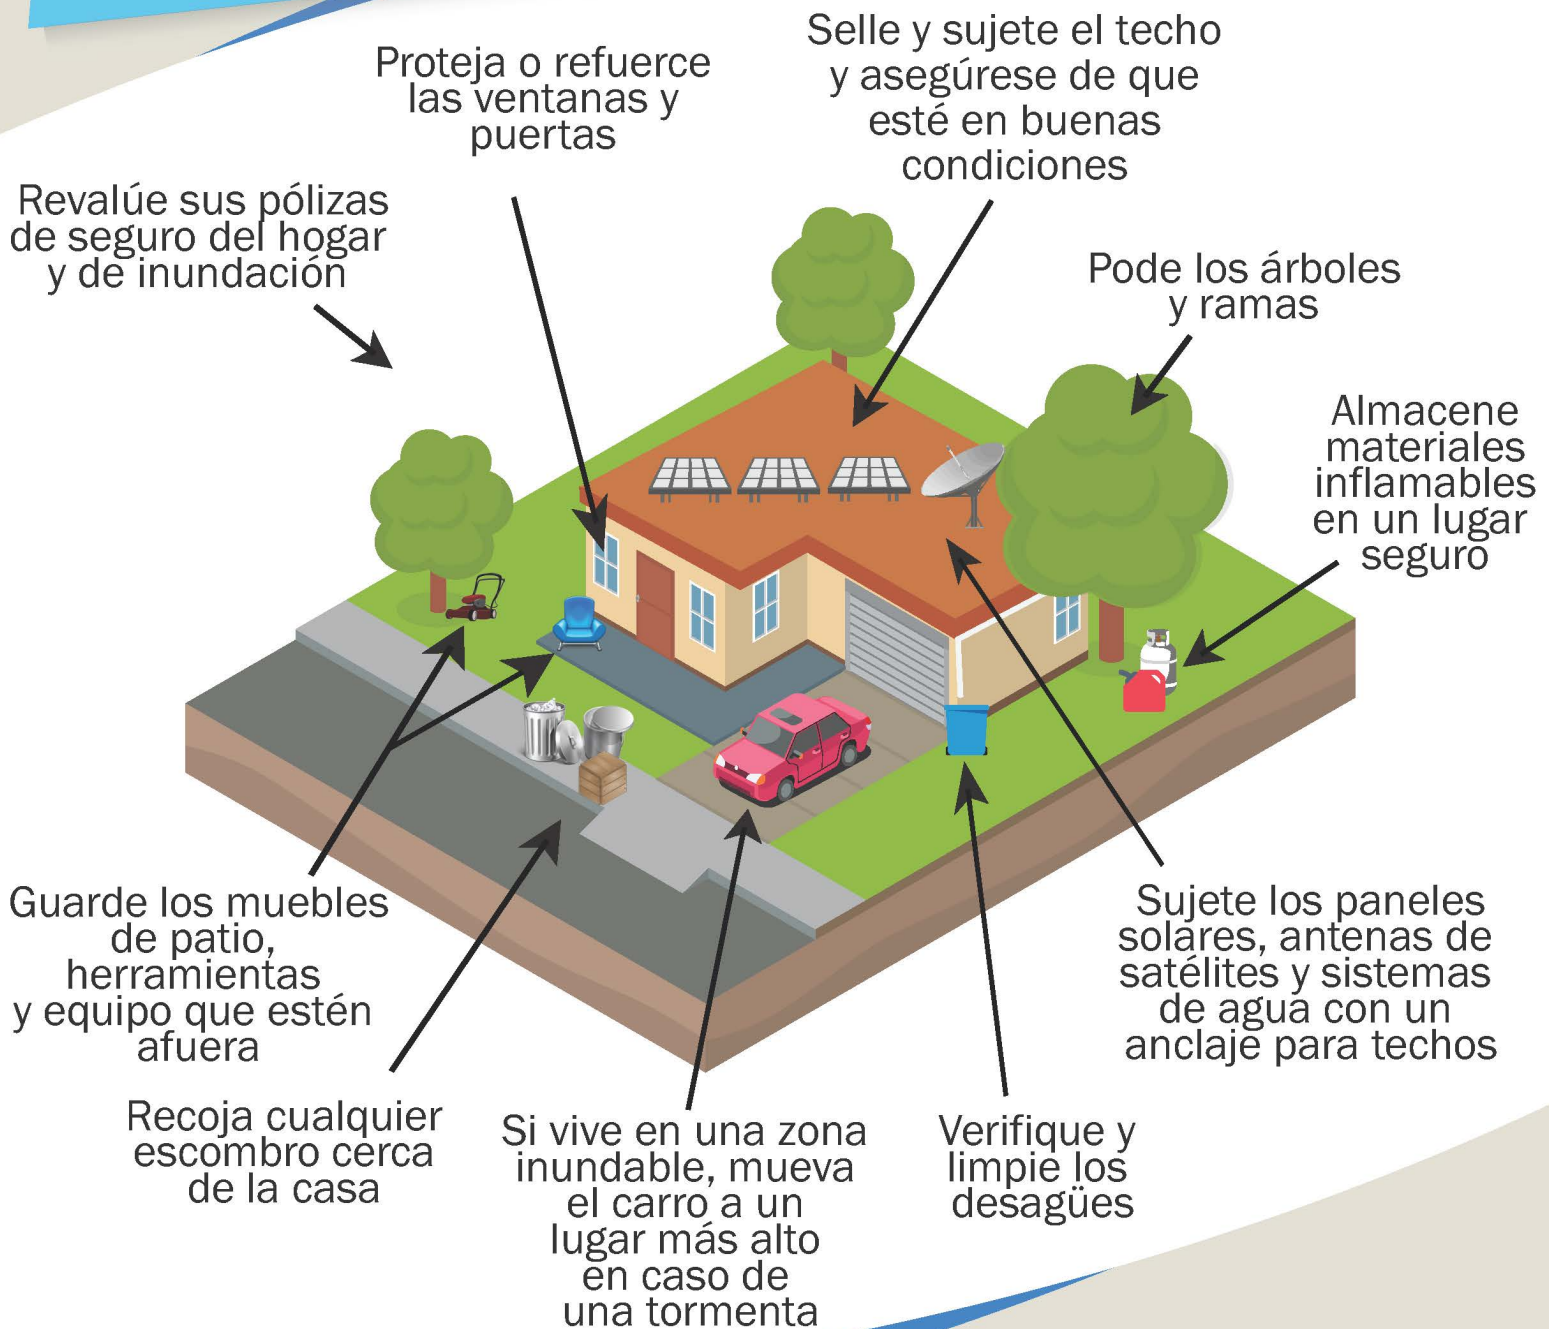 Proteja o refuerce
las ventanas y
puertas
Selle y sujete el techo
y asegúrese de que
esté en buenas
condiciones
Revalúe sus pólizas
de seguro del hogar
y de inundación
Pode los árboles
y ramas
Almacene
materiales
inflamables
en un lugar
seguro
Guarde los muebles
de patio,
herramientas
y equipo que estén
afuera
Sujete los paneles
solares, antenas de
satélites y sistemas
de agua con un
anclaje para techos
Recoja cualquier
escombro cerca
de la casa
Si vive en una zona
inundable, mueva
el carro a un
lugar más alto
en caso de
una tormenta
Verifique y
limpie los
desagües